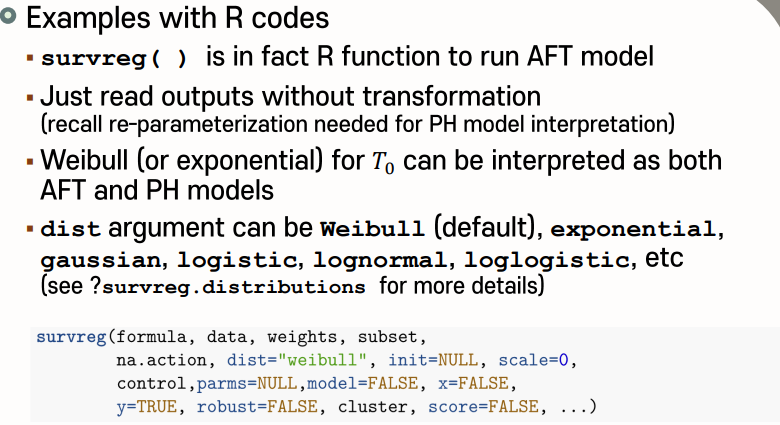 Examples with R codes
▪ survreg( ) is in fact R function to run AFT model
▪ Just read outputs without transformation
(recall re-parameterization needed for PH model interpretation)
▪ Weibull (or exponential) for T₀ can be interpreted as both
AFT and PH models
▪ dist argument can be Weibull (default), exponential,
gaussian, logistic, lognormal, loglogistic, etc
(see ?survreg.distributions for more details)
survreg(formula, data, weights, subset,
na.action, dist="weibull", init=NULL, scale=0,
control,parms=NULL,model=FALSE, x=FALSE,
y=TRUE, robust=FALSE, cluster, score=FALSE, ...)